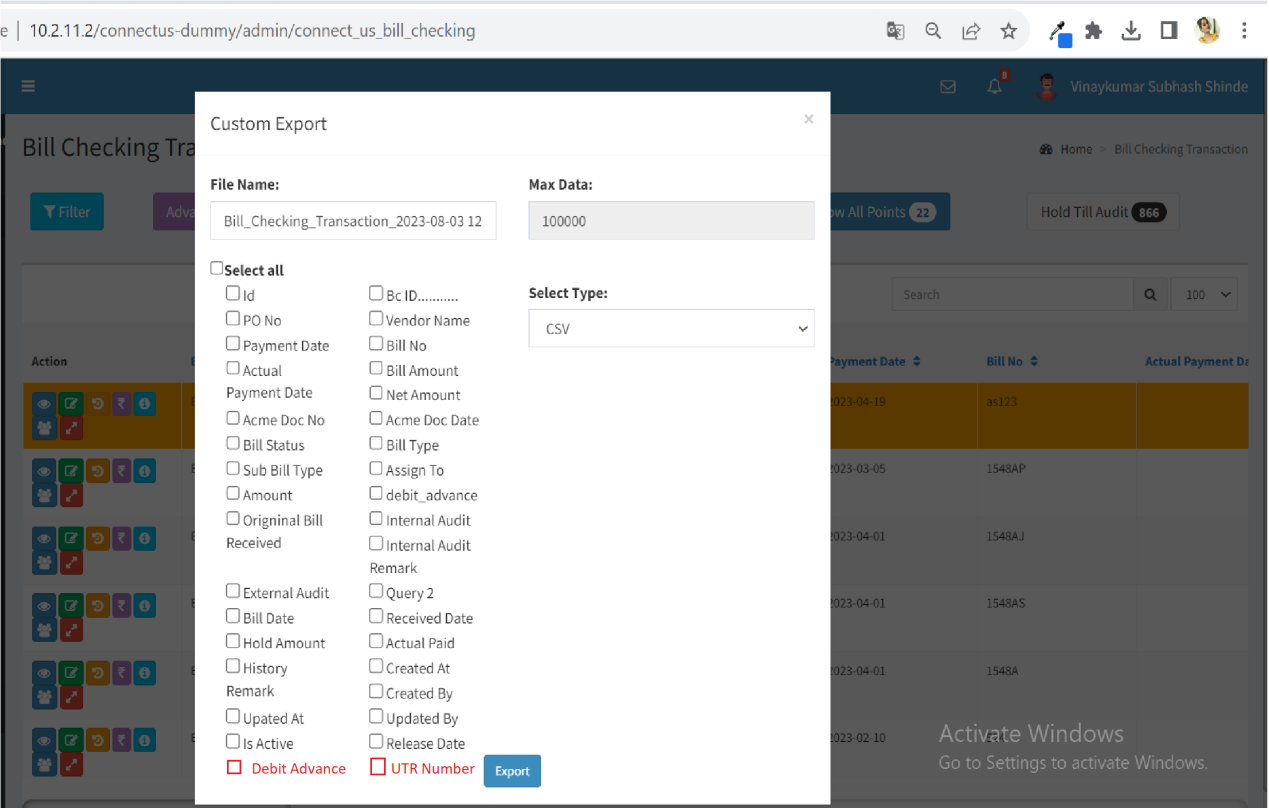 e | 10.2.11.2/connectus-dummy/admin/connect_us_bill_checking
8
Vinaykumar Subhash Shinde
Bill Checking Tra
Home > Bill Checking Transaction
Filter
Adva
ow All Points 22
Hold Till Audit 866
Custom Export ×
File Name:
Max Data:
Bill_Checking_Transaction_2023-08-03 12
100000
Select all
Id
Bc ID...........
PO No
Vendor Name
Payment Date
Bill No
Actual
Payment Date
Bill Amount
Net Amount
Acme Doc No
Acme Doc Date
Bill Status
Bill Type
Sub Bill Type
Assign To
Amount
debit_advance
Origninal Bill
Received
Internal Audit
Internal Audit
Remark
External Audit
Query 2
Bill Date
Received Date
Hold Amount
Actual Paid
History
Remark
Created At
Created By
Upated At
Updated By
Is Active
Release Date
Debit Advance
UTR Number
Export
Select Type:
CSV
Search
100
Action
Payment Date
Bill No
Actual Payment Da
2023-04-19
as123
2023-03-05
1548AP
2023-04-01
1548AJ
2023-04-01
1548AS
2023-04-01
1548A
2023-02-10
Activate Windows
Go to Settings to activate Windows.